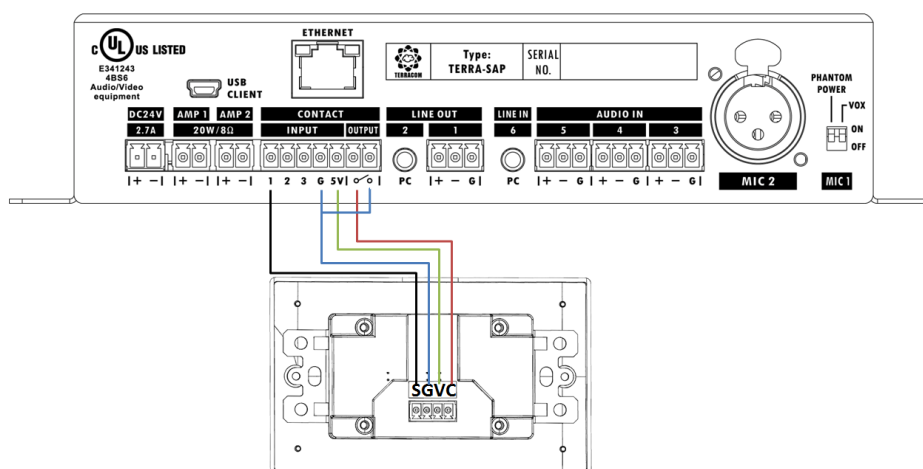 C UL US LISTED
E341243
4BS6
Audio/Video
equipment
USB
CLIENT
ETHERNET
TERRACOM
Type:
TERRA-SAP
SERIAL
NO.
PHANTOM
POWER
VOX
ON
OFF
DC24V AMP 1 AMP 2 CONTACT LINE OUT LINE IN AUDIO IN
2.7A 20W/8Ω INPUT OUTPUT 2 1 6 5 4 3
+ − + − + − 1 2 3 G 5V PC + − G PC + − G + − G + − G
MIC 2 MIC 1
SGVC